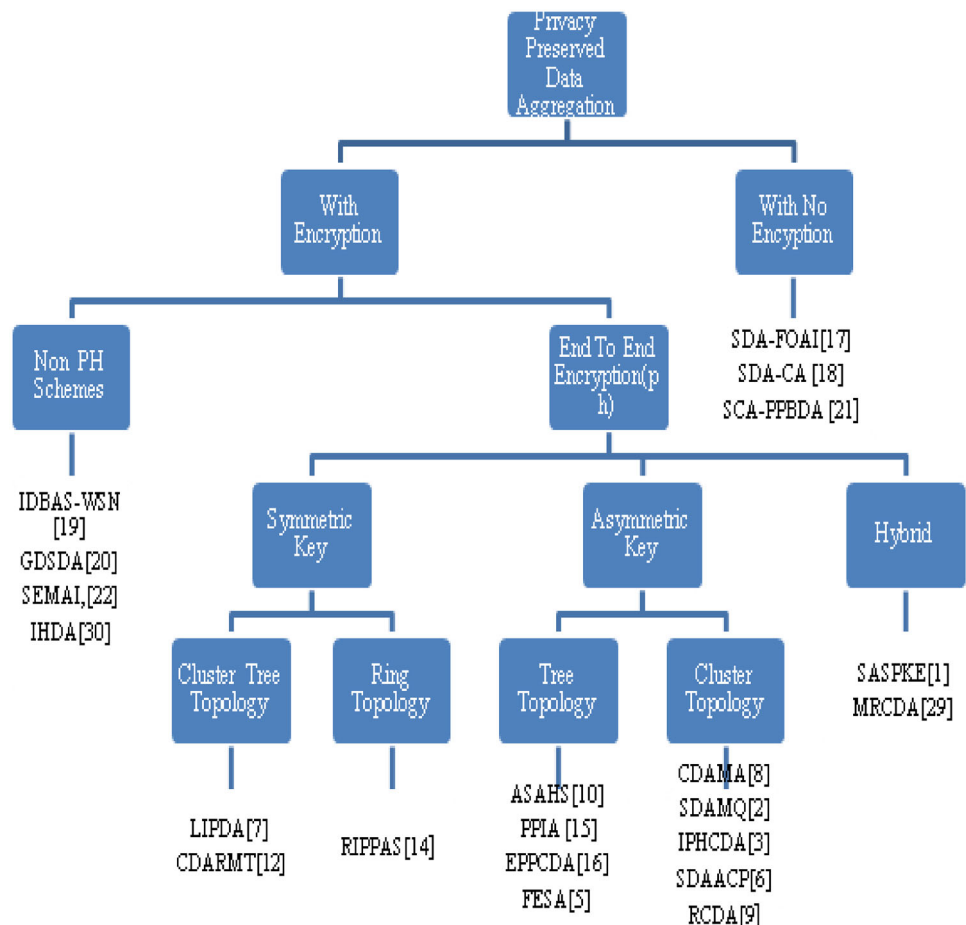 Privacy
Preserved
Data
Aggregation
With
Encryption
With No
Encyption
Non PH
Schemes
End To End
Encryption(p
h)
SDA-FOAI[17]
SDA-CA [18]
SCA-PPBDA [21]
IDBAS-WSN
[19]
GDSDA[20]
SEMAI,[22]
IHDA[30]
Symmetric
Key
Asymmetric
Key
Hybrid
Cluster Tree
Topology
Ring
Topology
Tree
Topology
Cluster
Topology
SASPKE[1]
MRCDA[29]
LIPDA[7]
CDARMT[12]
RIPPAS[14]
ASAHS[10]
PPIA [15]
EPPCDA[16]
FESA[5]
CDAMA[8]
SDAMQ[2]
IPHCDA[3]
SDAACP[6]
RCDA[9]